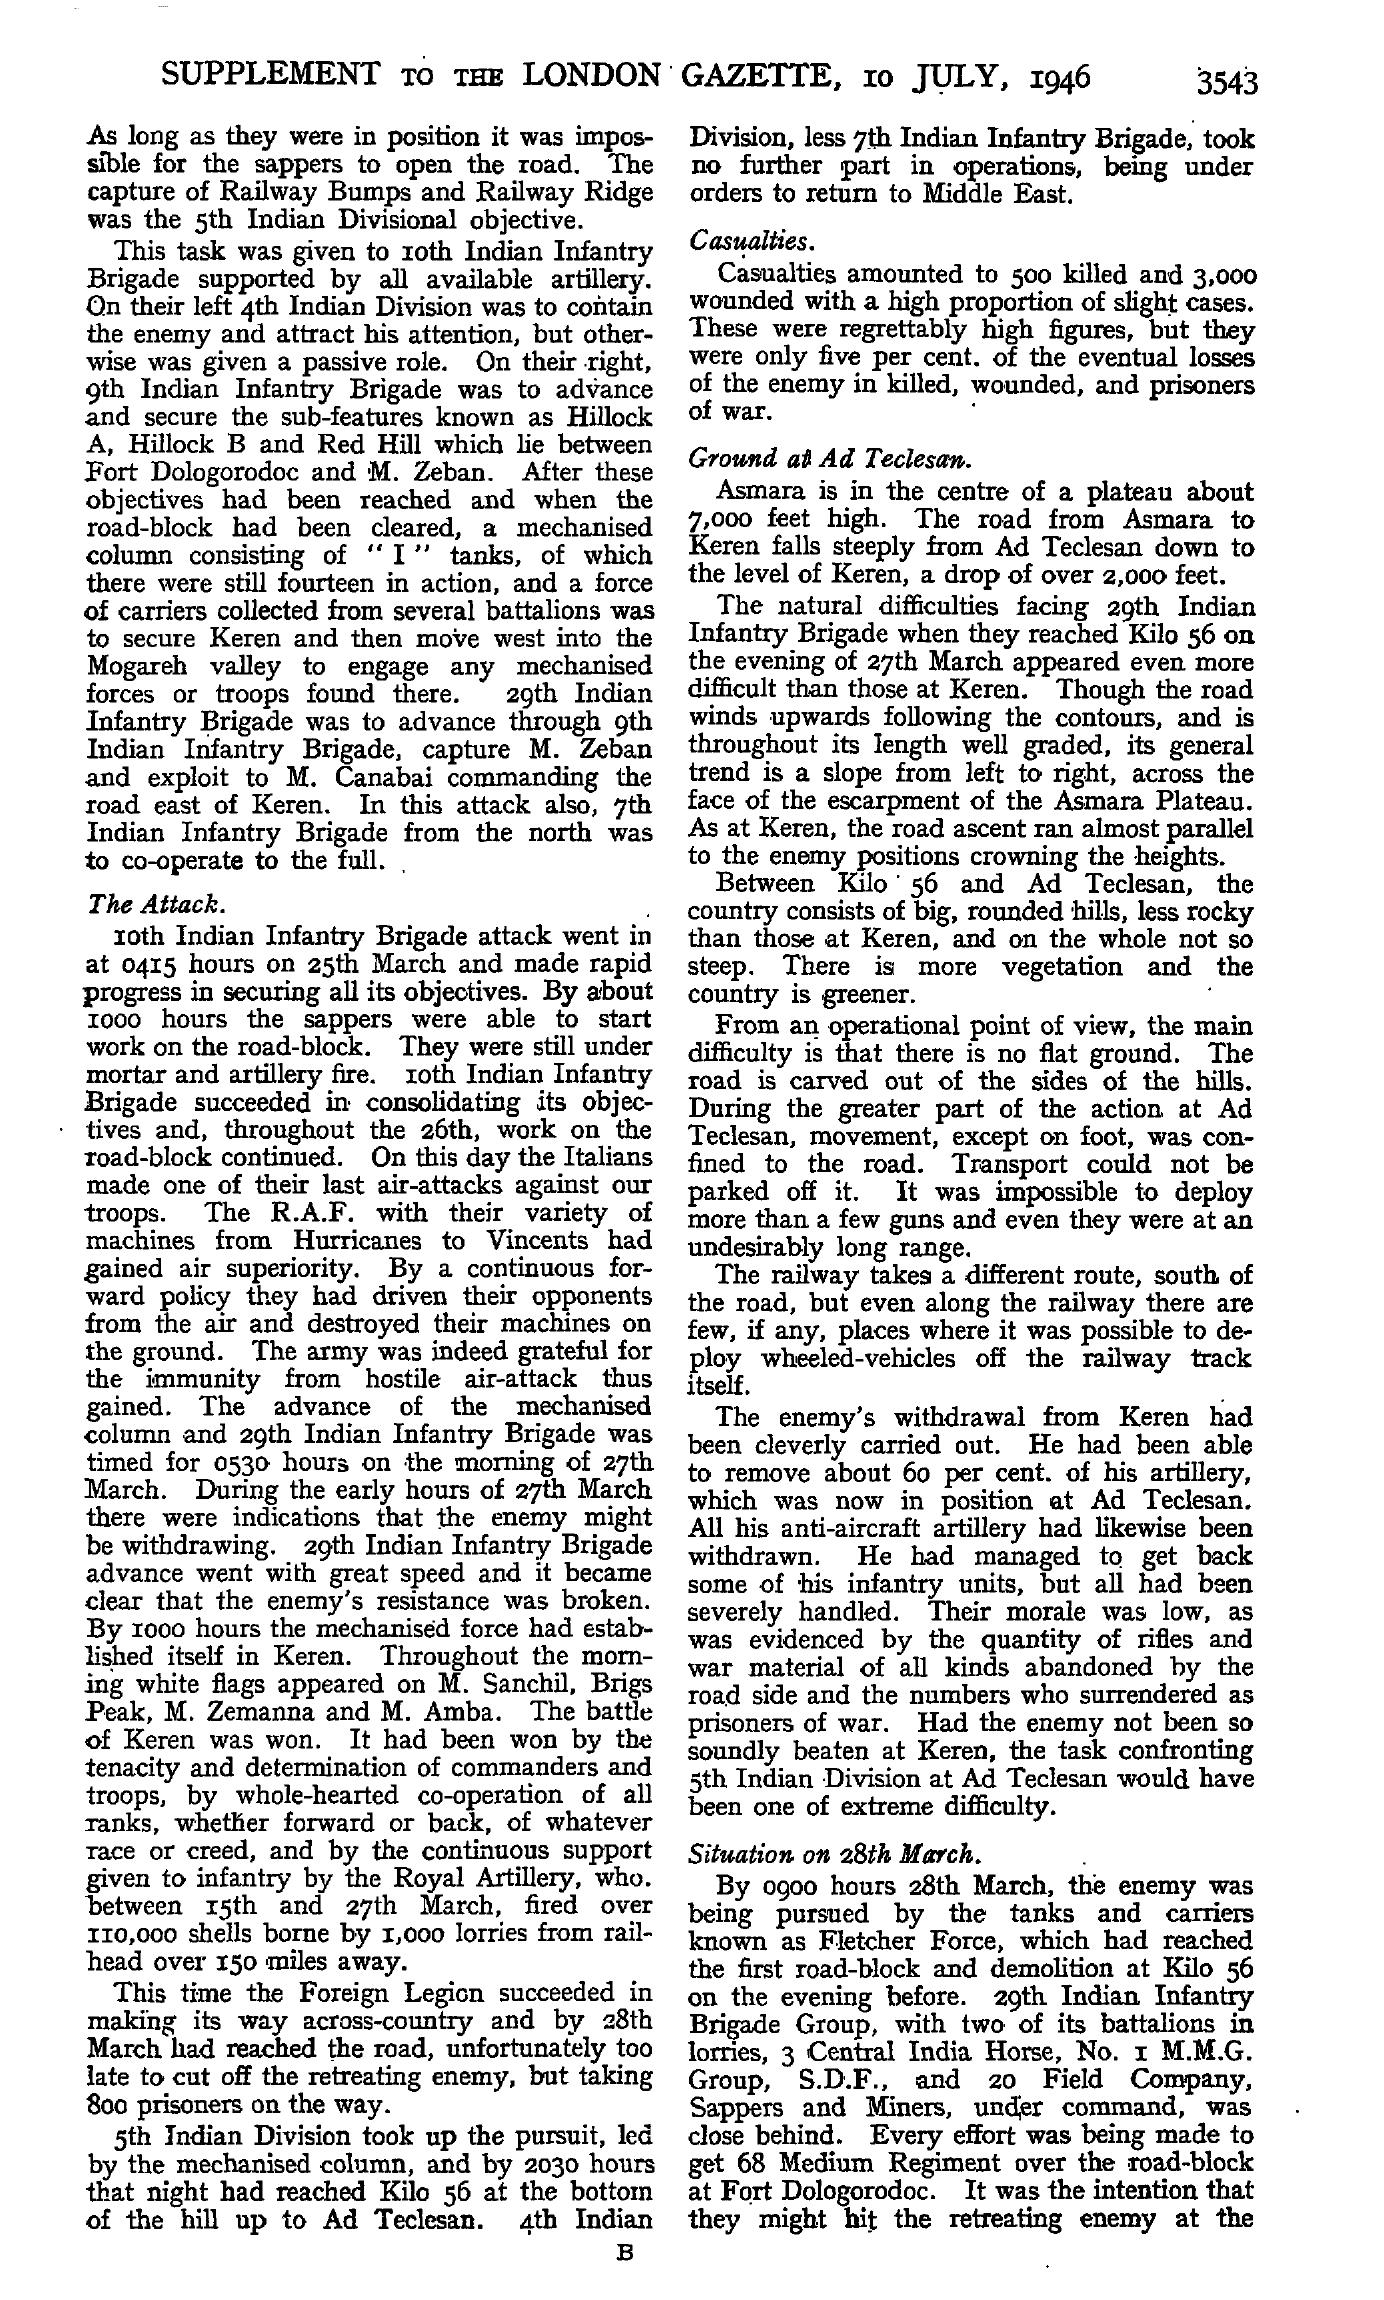 SUPPLEMENT TO THE LONDON GAZETTE, 10 JULY, 1946 3543
As long as they were in position it was impos-
sible for the sappers to open the road. The
capture of Railway Bumps and Railway Ridge
was the 5th Indian Divisional objective.
This task was given to 10th Indian Infantry
Brigade supported by all available artillery.
On their left 4th Indian Division was to contain
the enemy and attract his attention, but other-
wise was given a passive role. On their right,
9th Indian Infantry Brigade was to advance
and secure the sub-features known as Hillock
A, Hillock B and Red Hill which lie between
Fort Dologorodoc and M. Zeban. After these
objectives had been reached and when the
road-block had been cleared, a mechanised
column consisting of "I" tanks, of which
there were still fourteen in action, and a force
of carriers collected from several battalions was
to secure Keren and then move west into the
Mogareh valley to engage any mechanised
forces or troops found there. 29th Indian
Infantry Brigade was to advance through 9th
Indian Infantry Brigade, capture M. Zeban
and exploit to M. Canabai commanding the
road east of Keren. In this attack also, 7th
Indian Infantry Brigade from the north was
to co-operate to the full.
The Attack.
10th Indian Infantry Brigade attack went in
at 0415 hours on 25th March and made rapid
progress in securing all its objectives. By about
1000 hours the sappers were able to start
work on the road-block. They were still under
mortar and artillery fire. 10th Indian Infantry
Brigade succeeded in consolidating its objec-
tives and, throughout the 26th, work on the
road-block continued. On this day the Italians
made one of their last air-attacks against our
troops. The R.A.F. with their variety of
machines from Hurricanes to Vincents had
gained air superiority. By a continuous for-
ward policy they had driven their opponents
from the air and destroyed their machines on
the ground. The army was indeed grateful for
the immunity from hostile air-attack thus
gained. The advance of the mechanised
column and 29th Indian Infantry Brigade was
timed for 0530 hours on the morning of 27th
March. During the early hours of 27th March
there were indications that the enemy might
be withdrawing. 29th Indian Infantry Brigade
advance went with great speed and it became
clear that the enemy's resistance was broken.
By 1000 hours the mechanised force had estab-
lished itself in Keren. Throughout the morn-
ing white flags appeared on M. Sanchil, Brigs
Peak, M. Zemanna and M. Amba. The battle
of Keren was won. It had been won by the
tenacity and determination of commanders and
troops, by whole-hearted co-operation of all
ranks, whether forward or back, of whatever
race or creed, and by the continuous support
given to infantry by the Royal Artillery, who.
between 15th and 27th March, fired over
110,000 shells borne by 1,000 lorries from rail-
head over 150 miles away.
This time the Foreign Legion succeeded in
making its way across-country and by 28th
March had reached the road, unfortunately too
late to cut off the retreating enemy, but taking
800 prisoners on the way.
5th Indian Division took up the pursuit, led
by the mechanised column, and by 2030 hours
that night had reached Kilo 56 at the bottom
of the hill up to Ad Teclesan. 4th Indian
B
Division, less 7th Indian Infantry Brigade, took
no further part in operations, being under
orders to return to Middle East.
Casualties.
Casualties amounted to 500 killed and 3,000
wounded with a high proportion of slight cases.
These were regrettably high figures, but they
were only five per cent. of the eventual losses
of the enemy in killed, wounded, and prisoners
of war.
Ground at Ad Teclesan.
Asmara is in the centre of a plateau about
7,000 feet high. The road from Asmara to
Keren falls steeply from Ad Teclesan down to
the level of Keren, a drop of over 2,000 feet.
The natural difficulties facing 29th Indian
Infantry Brigade when they reached Kilo 56 on
the evening of 27th March appeared even more
difficult than those at Keren. Though the road
winds upwards following the contours, and is
throughout its length well graded, its general
trend is a slope from left to right, across the
face of the escarpment of the Asmara Plateau.
As at Keren, the road ascent ran almost parallel
to the enemy positions crowning the heights.
Between Kilo 56 and Ad Teclesan, the
country consists of big, rounded hills, less rocky
than those at Keren, and on the whole not so
steep. There is more vegetation and the
country is greener.
From an operational point of view, the main
difficulty is that there is no flat ground. The
road is carved out of the sides of the hills.
During the greater part of the action at Ad
Teclesan, movement, except on foot, was con-
fined to the road. Transport could not be
parked off it. It was impossible to deploy
more than a few guns and even they were at an
undesirably long range.
The railway takes a different route, south of
the road, but even along the railway there are
few, if any, places where it was possible to de-
ploy wheeled-vehicles off the railway track
itself.
The enemy's withdrawal from Keren had
been cleverly carried out. He had been able
to remove about 60 per cent. of his artillery,
which was now in position at Ad Teclesan.
All his anti-aircraft artillery had likewise been
withdrawn. He had managed to get back
some of his infantry units, but all had been
severely handled. Their morale was low, as
was evidenced by the quantity of rifles and
war material of all kinds abandoned by the
road side and the numbers who surrendered as
prisoners of war. Had the enemy not been so
soundly beaten at Keren, the task confronting
5th Indian Division at Ad Teclesan would have
been one of extreme difficulty.
Situation on 28th March.
By 0900 hours 28th March, the enemy was
being pursued by the tanks and carriers
known as Fletcher Force, which had reached
the first road-block and demolition at Kilo 56
on the evening before. 29th Indian Infantry
Brigade Group, with two of its battalions in
lorries, 3 Central India Horse, No. 1 M.M.G.
Group, S.D.F., and 20 Field Company,
Sappers and Miners, under command, was
close behind. Every effort was being made to
get 68 Medium Regiment over the road-block
at Fort Dologorodoc. It was the intention that
they might hit the retreating enemy at the